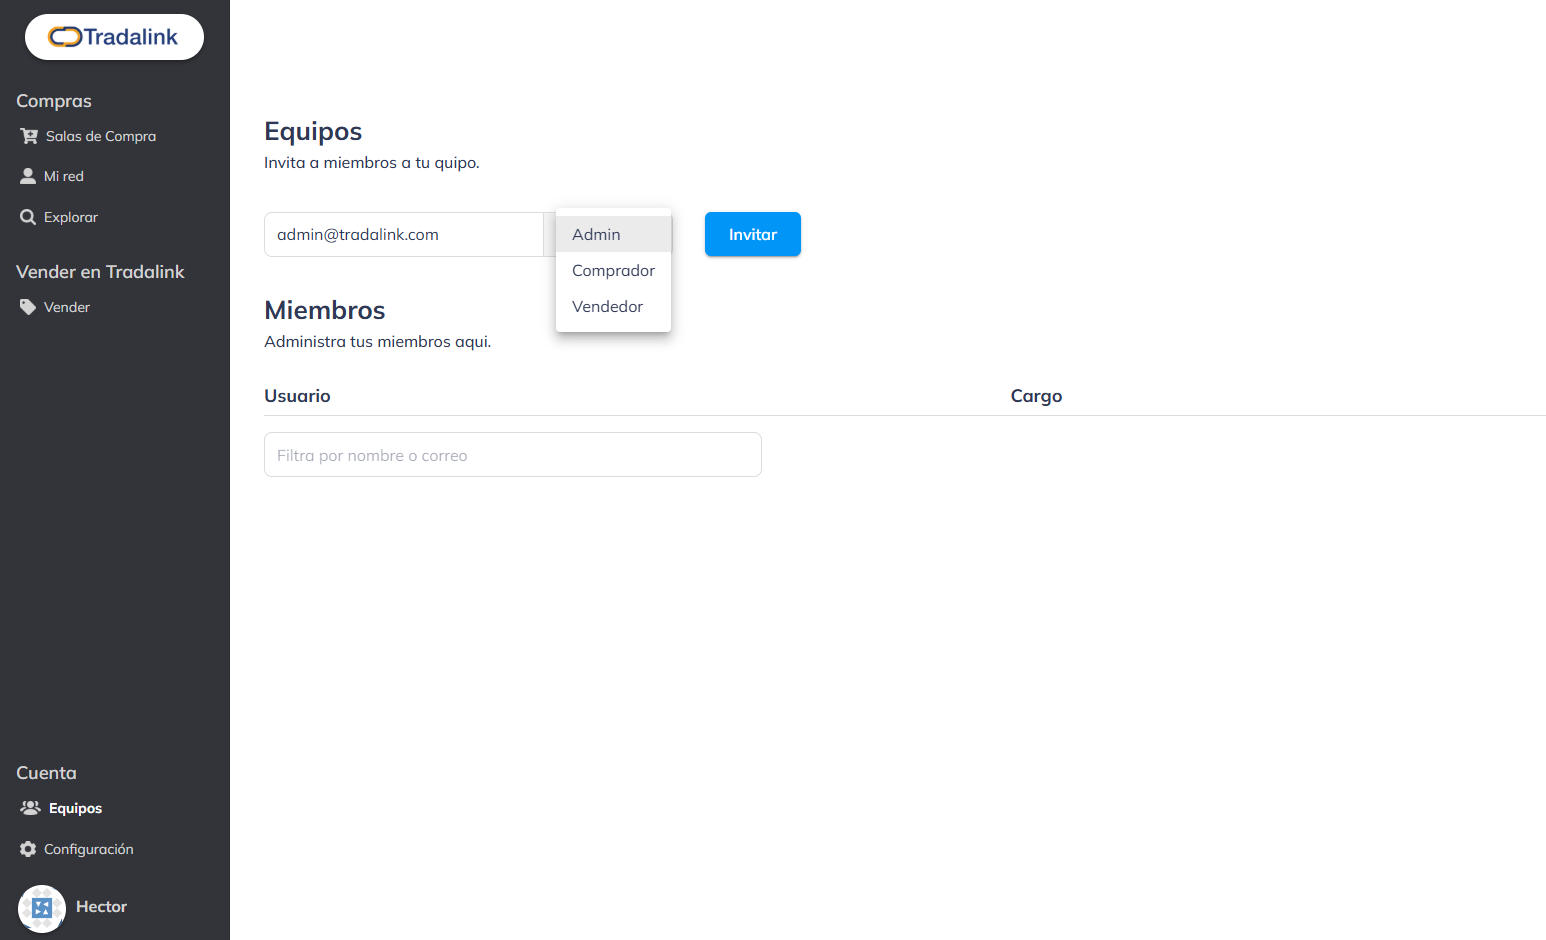 Tradalink
Compras
Salas de Compra
Mi red
Explorar
Vender en Tradalink
Vender
Cuenta
Equipos
Configuración
Hector
Equipos
Invita a miembros a tu quipo.
admin@tradalink.com
Admin
Comprador
Vendedor
Invitar
Miembros
Administra tus miembros aqui.
Usuario
Cargo
Filtra por nombre o correo